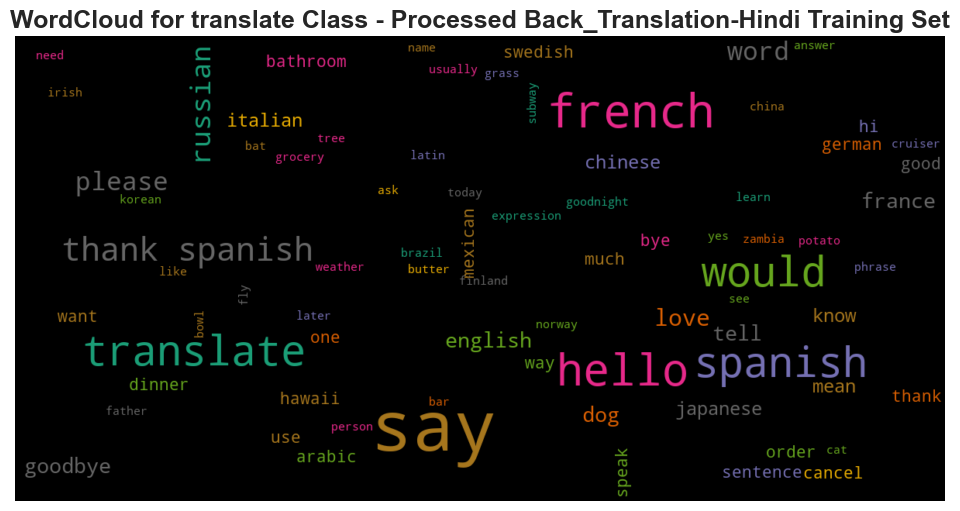 WordCloud for translate Class - Processed Back_Translation-Hindi Training Set
need
name
swedish
word
answer
bathroom
usually
grass
irish
russian
subway
french
china
italian
hi
tree
bat
german
cruiser
grocery
latin
chinese
good
please
ask
today
learn
korean
goodnight
france
expression
mexican
thank spanish
bye
yes
zambia
potato
brazil
much
like
weather
butter
would
phrase
finland
fly
see
want
bowl
later
norway
love
know
one
english
tell
translate
way
hello
spanish
dinner
mean
hawaii
thank
father
bar
say
dog
japanese
person
use
arabic
order
cat
goodbye
speak
sentence
cancel